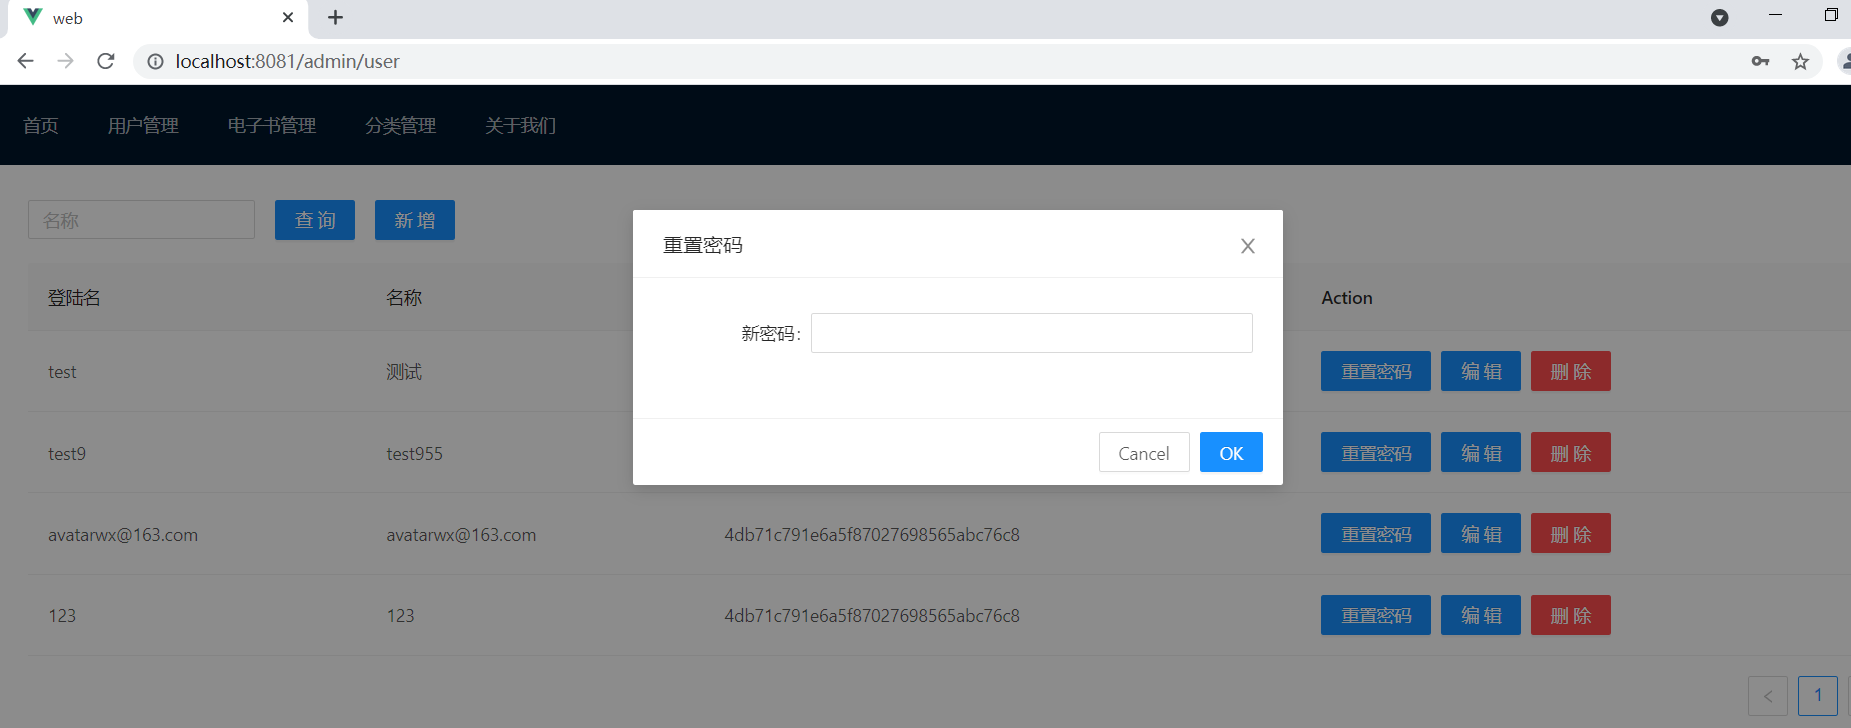 web
localhost:8081/admin/user
首页 用户管理 电子书管理 分类管理 关于我们
名称 查 询 新 增
重置密码
登陆名 名称 Action
新密码：
test 测试 重置密码 编 辑 删 除
Cancel OK
test9 test955 重置密码 编 辑 删 除
avatarwx@163.com avatarwx@163.com 4db71c791e6a5f87027698565abc76c8 重置密码 编 辑 删 除
123 123 4db71c791e6a5f87027698565abc76c8 重置密码 编 辑 删 除
< 1